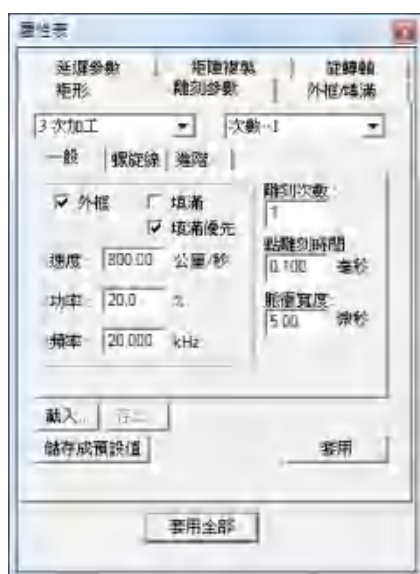 屬性表
延遲參數 矩陣複製 旋轉軸
矩形 雕刻參數 外框/填滿
3 次加工 次數--1
一般 螺旋線 進階
外框 填滿
填滿優先
速度: 800.00 公厘/秒
功率: 20.0 %
頻率: 20.000 kHz
雕刻次數:
1
點雕刻時間
0.100 毫秒
脈衝寬度:
5.00 微秒
載入...
儲存成預設值 套用
套用全部